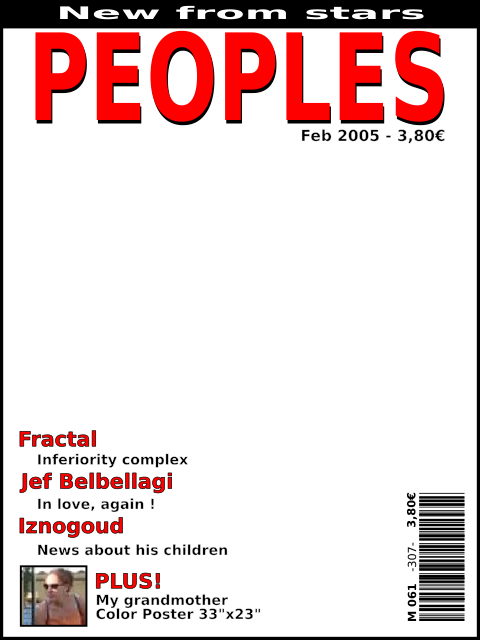 New from stars
PEOPLES
Feb 2005 - 3,80€
Fractal
Inferiority complex
Jef Belbellagi
In love, again !
Iznogoud
News about his children
PLUS!
My grandmother
Color Poster 33"x23"
M 061 -307- 3,80€